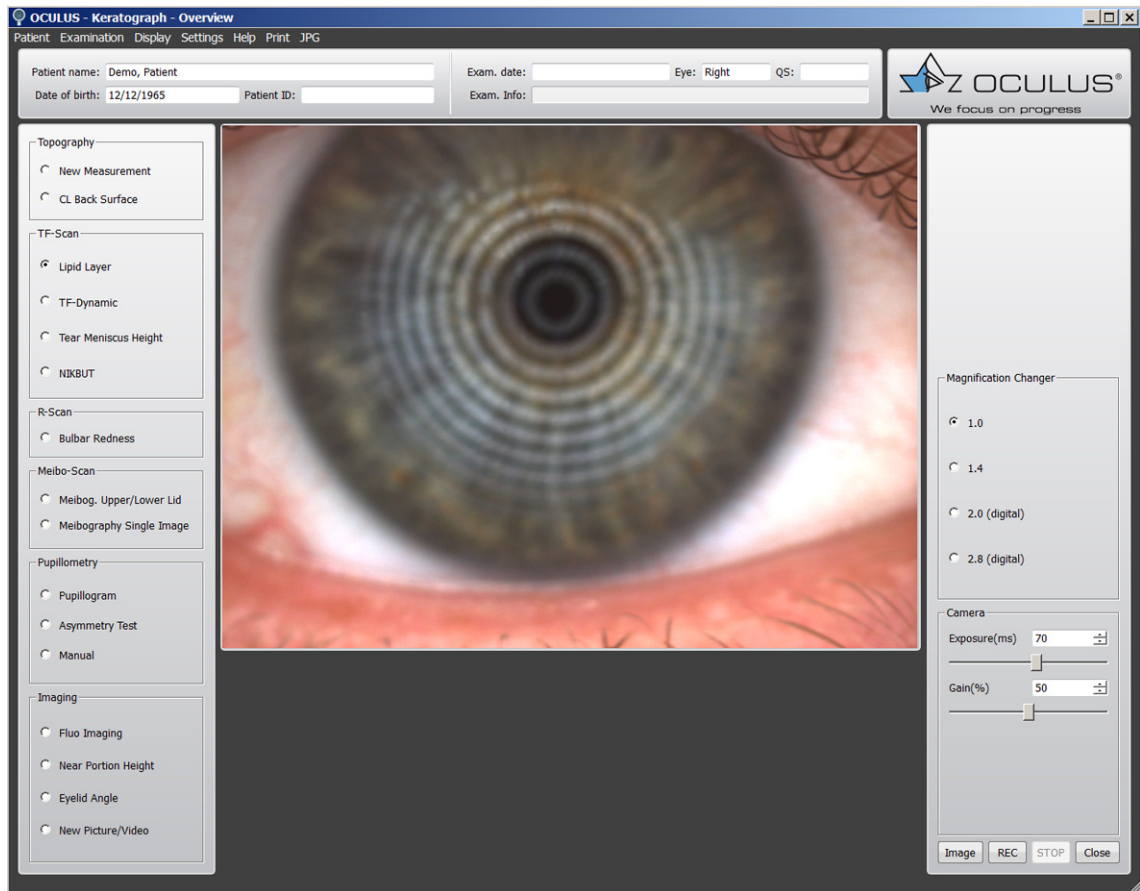 OCULUS - Keratograph - Overview
Patient Examination Display Settings Help Print JPG
Patient name: Demo, Patient
Date of birth: 12/12/1965 Patient ID:
Exam. date: Eye: Right QS:
Exam. Info:
OCULUS®
We focus on progress
Topography
New Measurement
CL Back Surface
TF-Scan
Lipid Layer
TF-Dynamic
Tear Meniscus Height
NIKBUT
R-Scan
Bulbar Redness
Meibo-Scan
Meibog. Upper/Lower Lid
Meibography Single Image
Pupillometry
Pupillogram
Asymmetry Test
Manual
Imaging
Fluo Imaging
Near Portion Height
Eyelid Angle
New Picture/Video
Magnification Changer
1.0
1.4
2.0 (digital)
2.8 (digital)
Camera
Exposure(ms) 70
Gain(%) 50
Image REC STOP Close